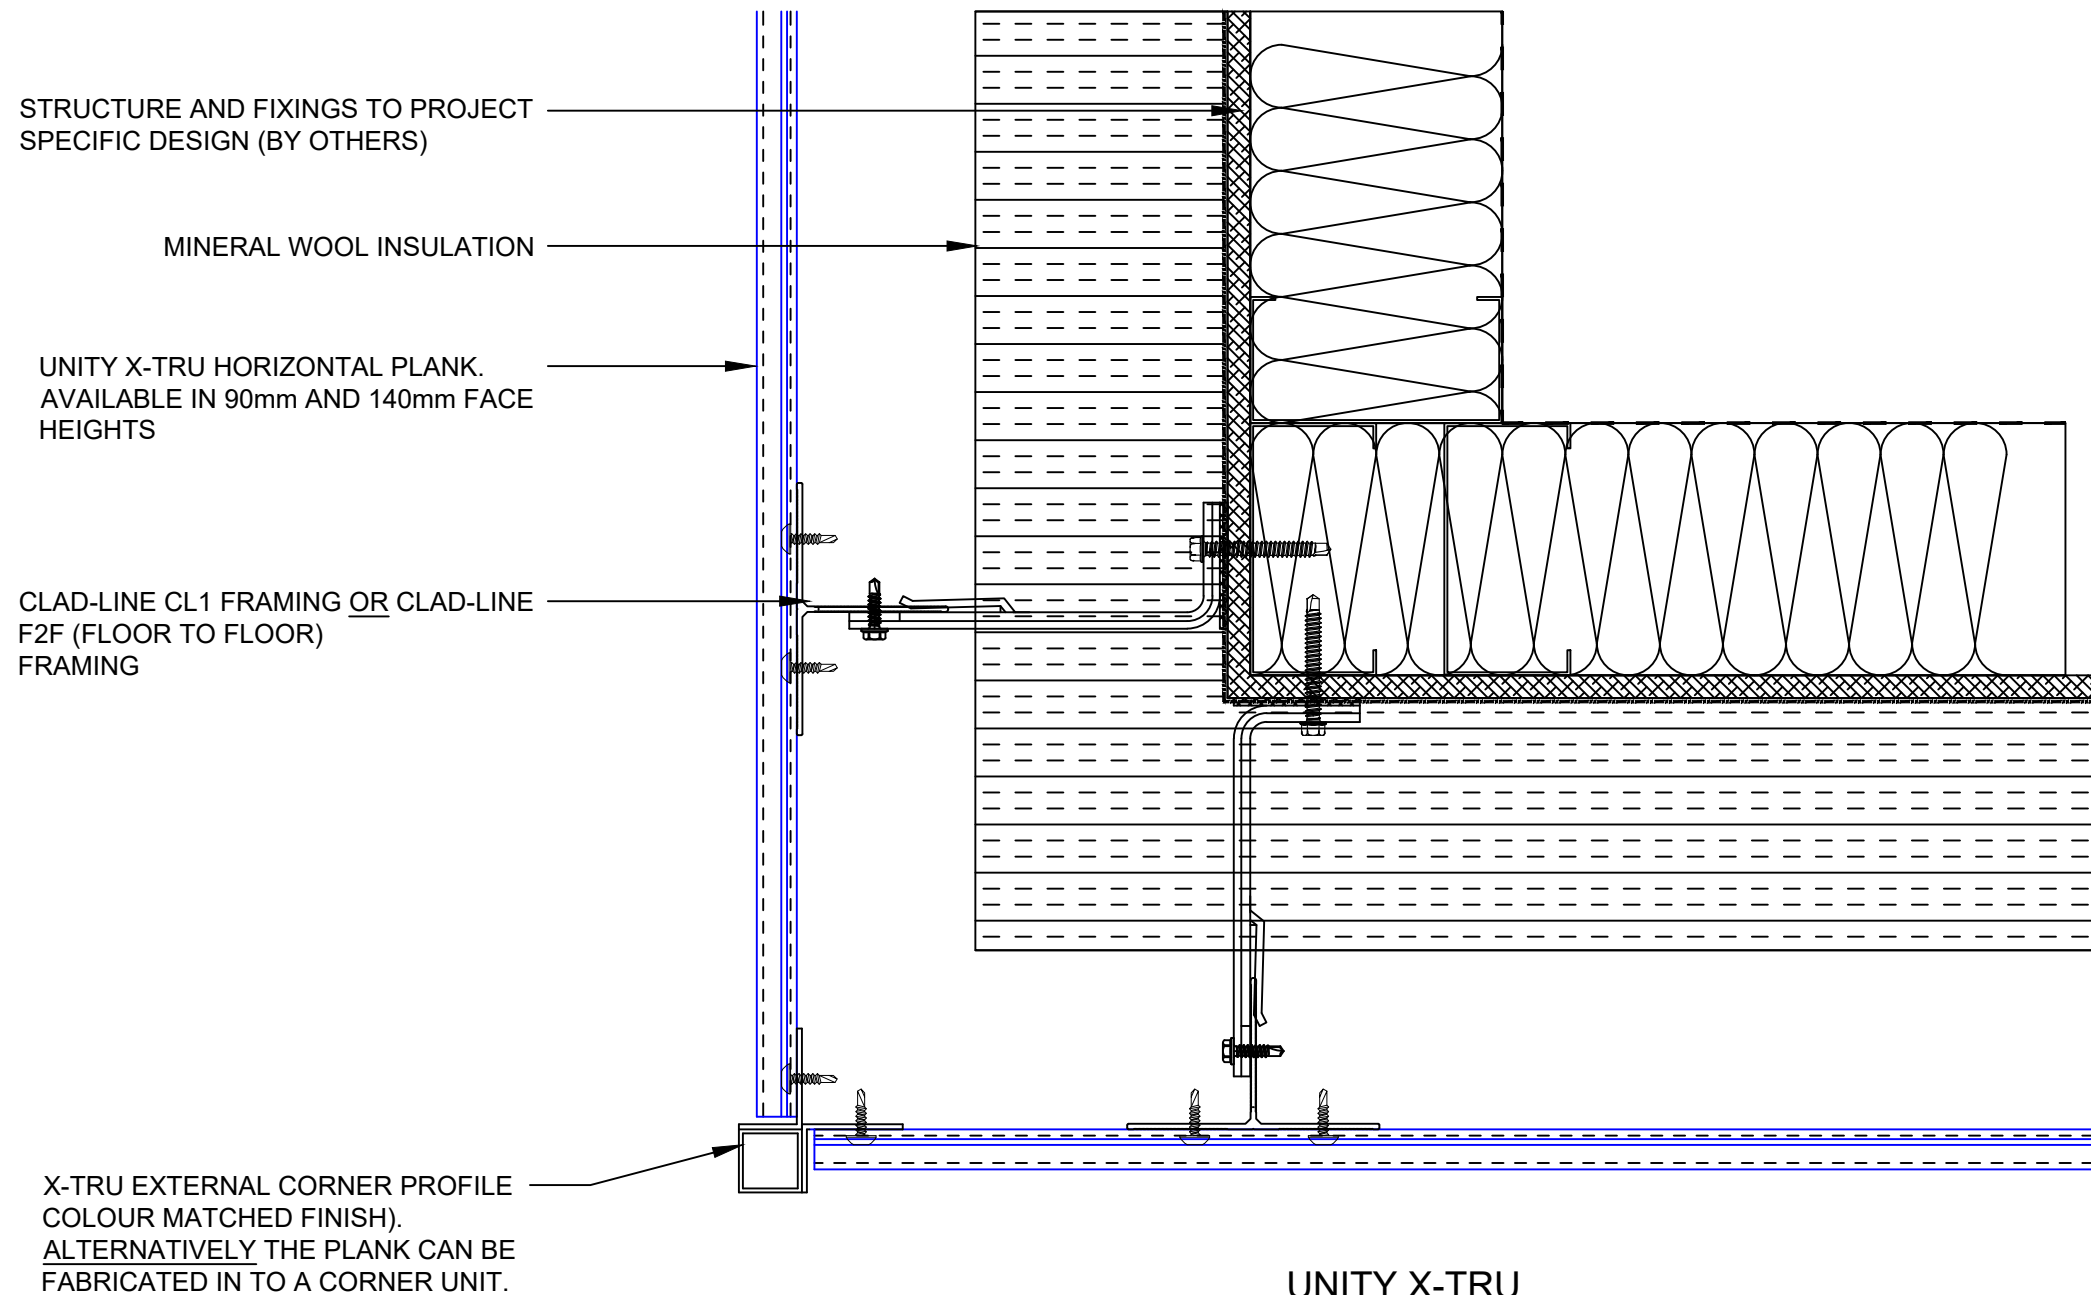 STRUCTURE AND FIXINGS TO PROJECT
SPECIFIC DESIGN (BY OTHERS)
MINERAL WOOL INSULATION
UNITY X-TRU HORIZONTAL PLANK.
AVAILABLE IN 90mm AND 140mm FACE
HEIGHTS
CLAD-LINE CL1 FRAMING OR CLAD-LINE
F2F (FLOOR TO FLOOR)
FRAMING
X-TRU EXTERNAL CORNER PROFILE
COLOUR MATCHED FINISH).
ALTERNATIVELY THE PLANK CAN BE
FABRICATED IN TO A CORNER UNIT.
UNITY X-TRU